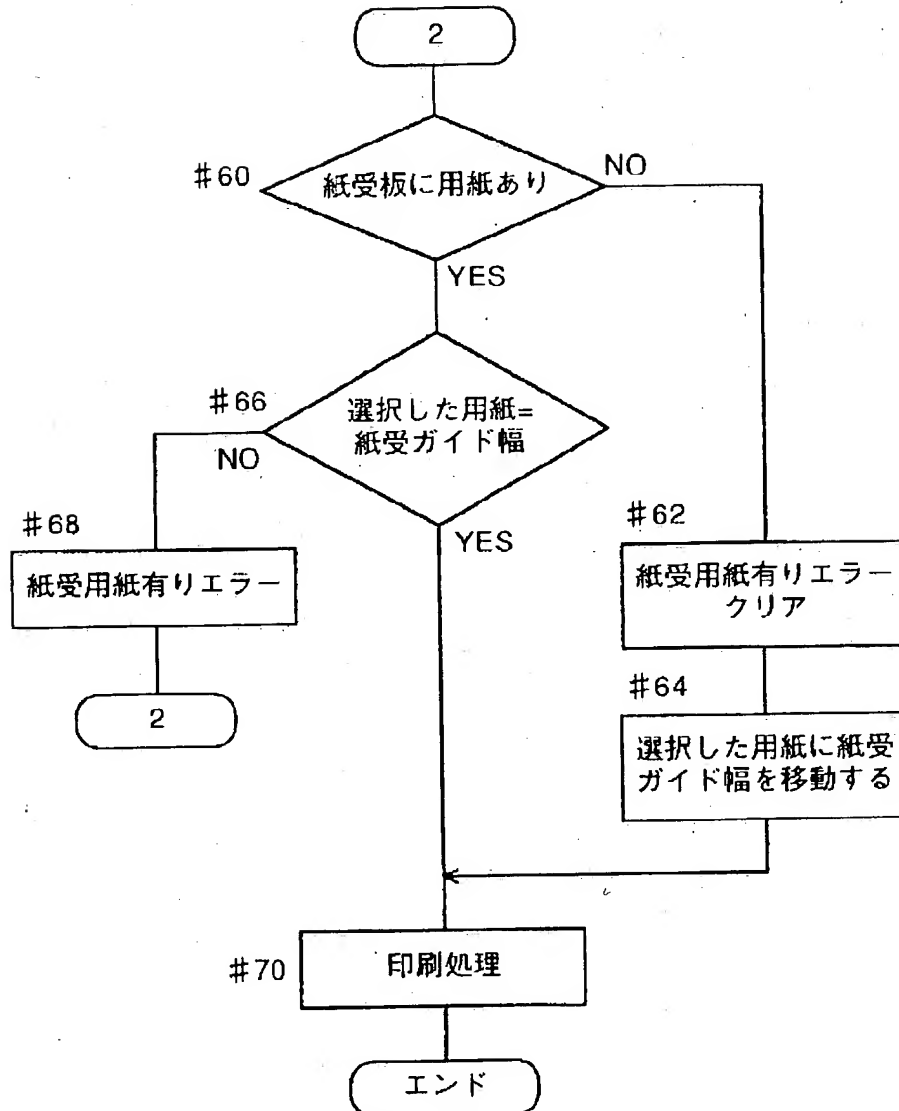 2
#60
紙受板に用紙あり
NO
YES
#66
選択した用紙=
紙受ガイド幅
NO
YES
#68
紙受用紙有りエラー
2
#62
紙受用紙有りエラー
クリア
#64
選択した用紙に紙受
ガイド幅を移動する
#70
印刷処理
エンド